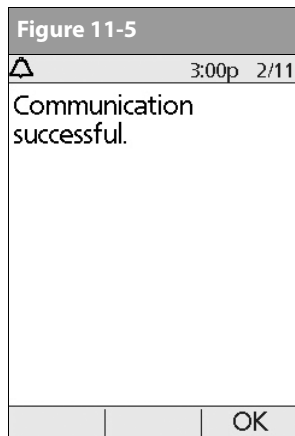 Figure 11-5
3:00p 2/11
Communication
successful.
OK